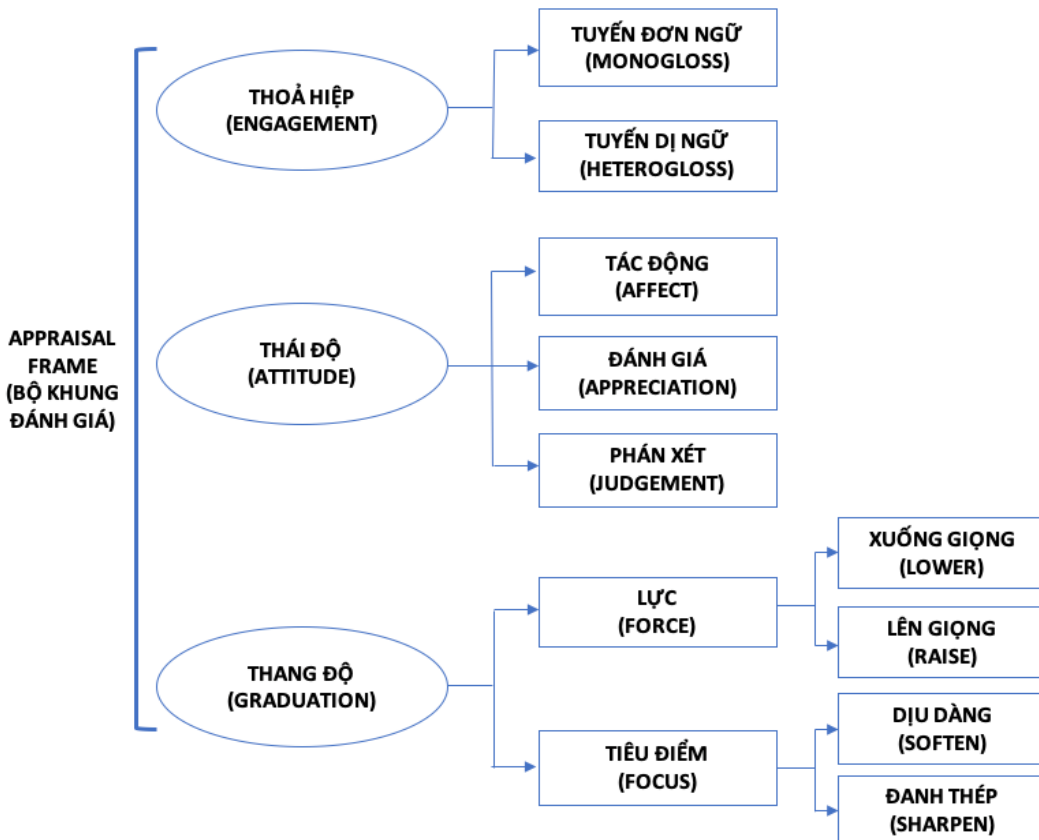 APPRAISAL
FRAME
(BỘ KHUNG
ĐÁNH GIÁ)
THOẢ HIỆP
(ENGAGEMENT)
TUYẾN ĐƠN NGỮ
(MONOGLOSS)
TUYẾN DỊ NGỮ
(HETEROGLOSS)
THÁI ĐỘ
(ATTITUDE)
TÁC ĐỘNG
(AFFECT)
ĐÁNH GIÁ
(APPRECIATION)
PHÁN XÉT
(JUDGEMENT)
THANG ĐỘ
(GRADUATION)
LỰC
(FORCE)
XUỐNG GIỌNG
(LOWER)
LÊN GIỌNG
(RAISE)
TIÊU ĐIỂM
(FOCUS)
DỊU DÀNG
(SOFTEN)
ĐANH THÉP
(SHARPEN)